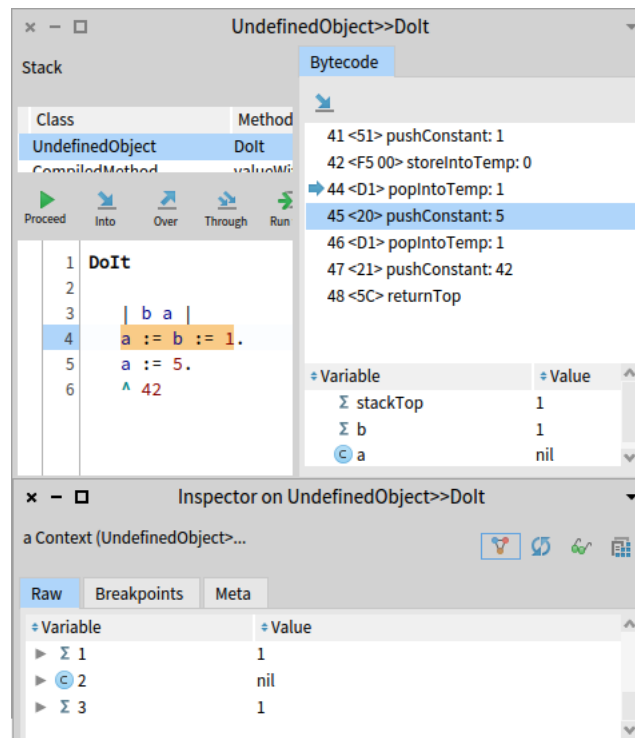 UndefinedObject>>DoIt
Stack
Class Method
UndefinedObject DoIt
CompiledMethod valueWi
Proceed Into Over Through Run
1 DoIt
2
3 | b a |
4 a := b := 1.
5 a := 5.
6 ^ 42
Bytecode
41 <51> pushConstant: 1
42 <F5 00> storeIntoTemp: 0
44 <D1> popIntoTemp: 1
45 <20> pushConstant: 5
46 <D1> popIntoTemp: 1
47 <21> pushConstant: 42
48 <5C> returnTop
Variable Value
Σ stackTop 1
Σ b 1
C a nil
Inspector on UndefinedObject>>DoIt
a Context (UndefinedObject>...
Raw Breakpoints Meta
Variable Value
Σ 1 1
C 2 nil
Σ 3 1